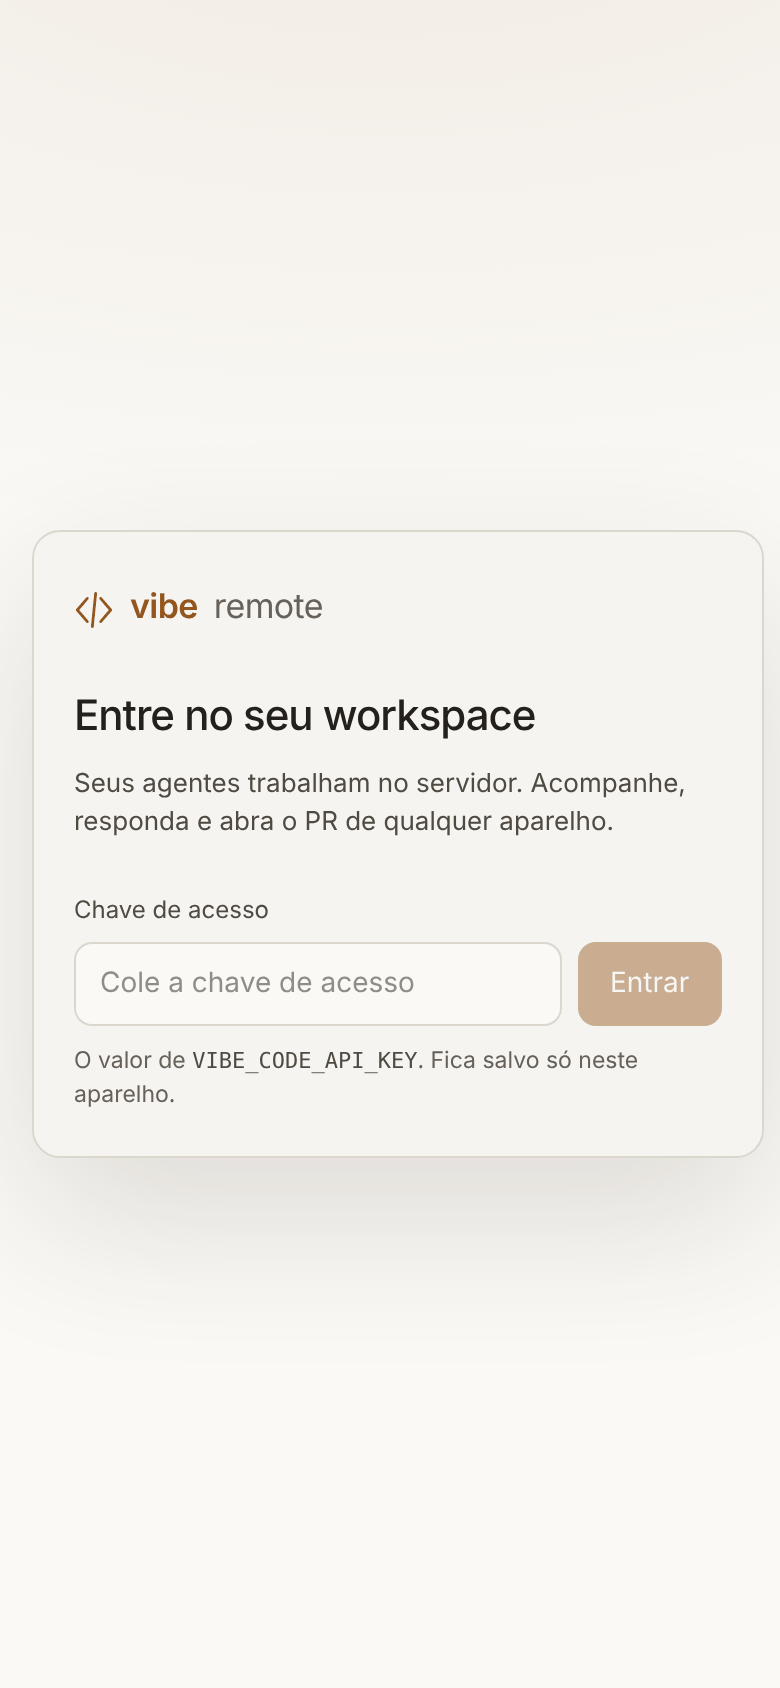 vibe remote
Entre no seu workspace
Seus agentes trabalham no servidor. Acompanhe,
responda e abra o PR de qualquer aparelho.
Chave de acesso
Cole a chave de acesso
Entrar
O valor de VIBE_CODE_API_KEY. Fica salvo só neste
aparelho.